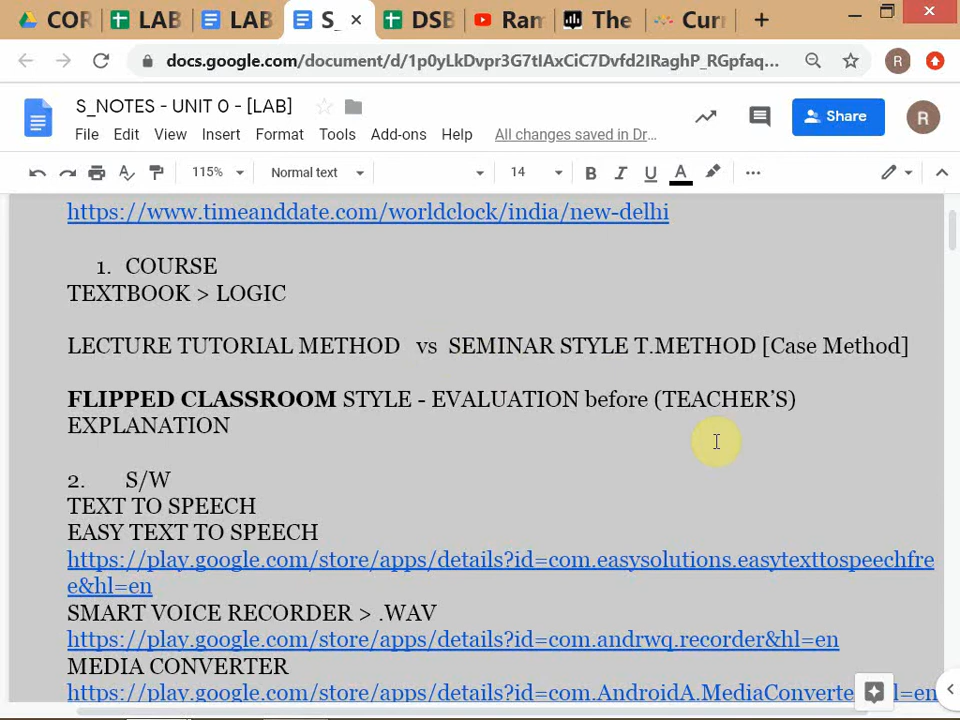 COR LAB LAB S_ × DSB Ram The Curr +
docs.google.com/document/d/1p0yLkDvpr3G7tIAxCiC7Dvfd2IRaghP_RGpfaq... R
S_NOTES - UNIT 0 - [LAB]
File Edit View Insert Format Tools Add-ons Help All changes saved in Dr... Share R
115% Normal text 14 B I U A ...
https://www.timeanddate.com/worldclock/india/new-delhi
1. COURSE
TEXTBOOK > LOGIC
LECTURE TUTORIAL METHOD vs SEMINAR STYLE T.METHOD [Case Method]
FLIPPED CLASSROOM STYLE - EVALUATION before (TEACHER’S)
EXPLANATION
2. S/W
TEXT TO SPEECH
EASY TEXT TO SPEECH
https://play.google.com/store/apps/details?id=com.easysolutions.easytexttospeechfre
e&hl=en
SMART VOICE RECORDER > .WAV
https://play.google.com/store/apps/details?id=com.andrwq.recorder&hl=en
MEDIA CONVERTER
https://play.google.com/store/apps/details?id=com.AndroidA.MediaConverte l=en